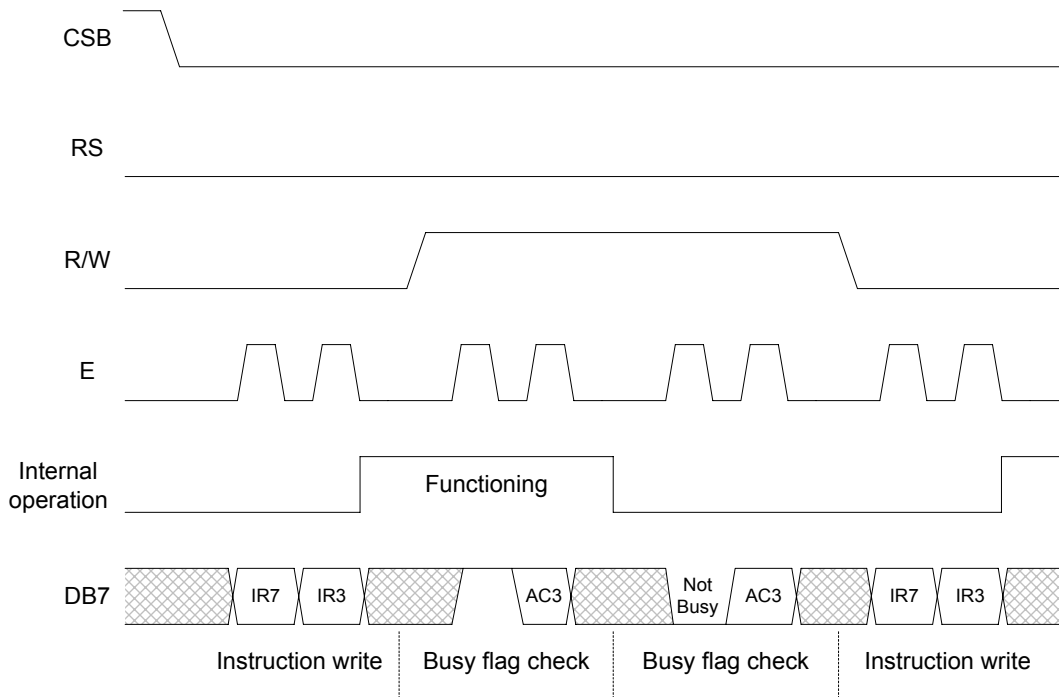 CSB
RS
R/W
E
Internal
operation
Functioning
DB7
IR7
IR3
AC3
Not
Busy
AC3
IR7
IR3
Instruction write
Busy flag check
Busy flag check
Instruction write